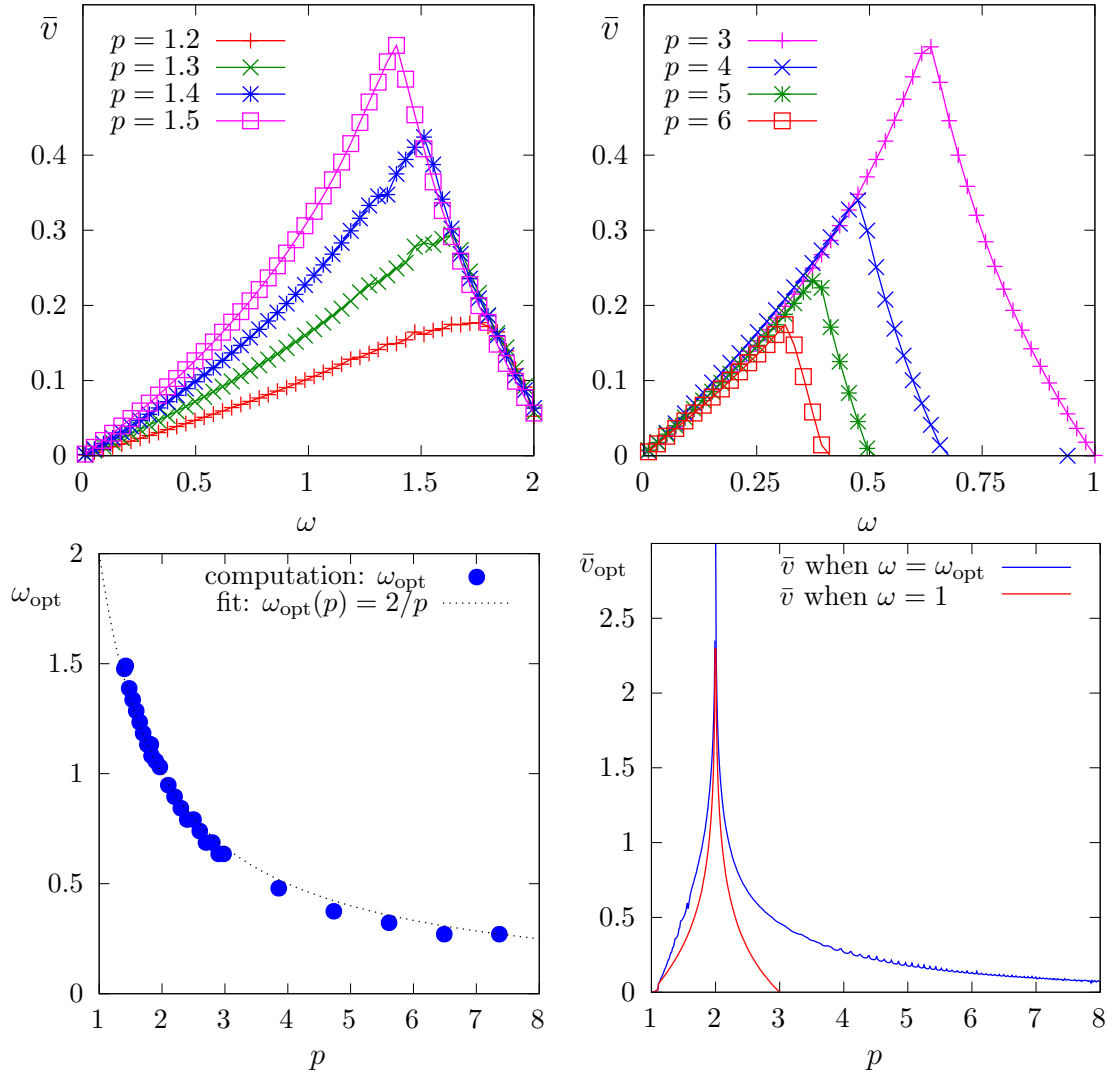 v̄
p = 1.2
p = 1.3
p = 1.4
p = 1.5
0.4
0.3
0.2
0.1
0
0 0.5 1 1.5 2
ω
v̄
p = 3
p = 4
p = 5
p = 6
0.4
0.3
0.2
0.1
0
0 0.25 0.5 0.75 1
ω
2
ω_opt
computation: ω_opt
fit: ω_opt(p) = 2/p
1.5
1
0.5
0
1 2 3 4 5 6 7 8
p
v̄_opt
v̄ when ω = ω_opt
v̄ when ω = 1
2.5
2
1.5
1
0.5
0
1 2 3 4 5 6 7 8
p